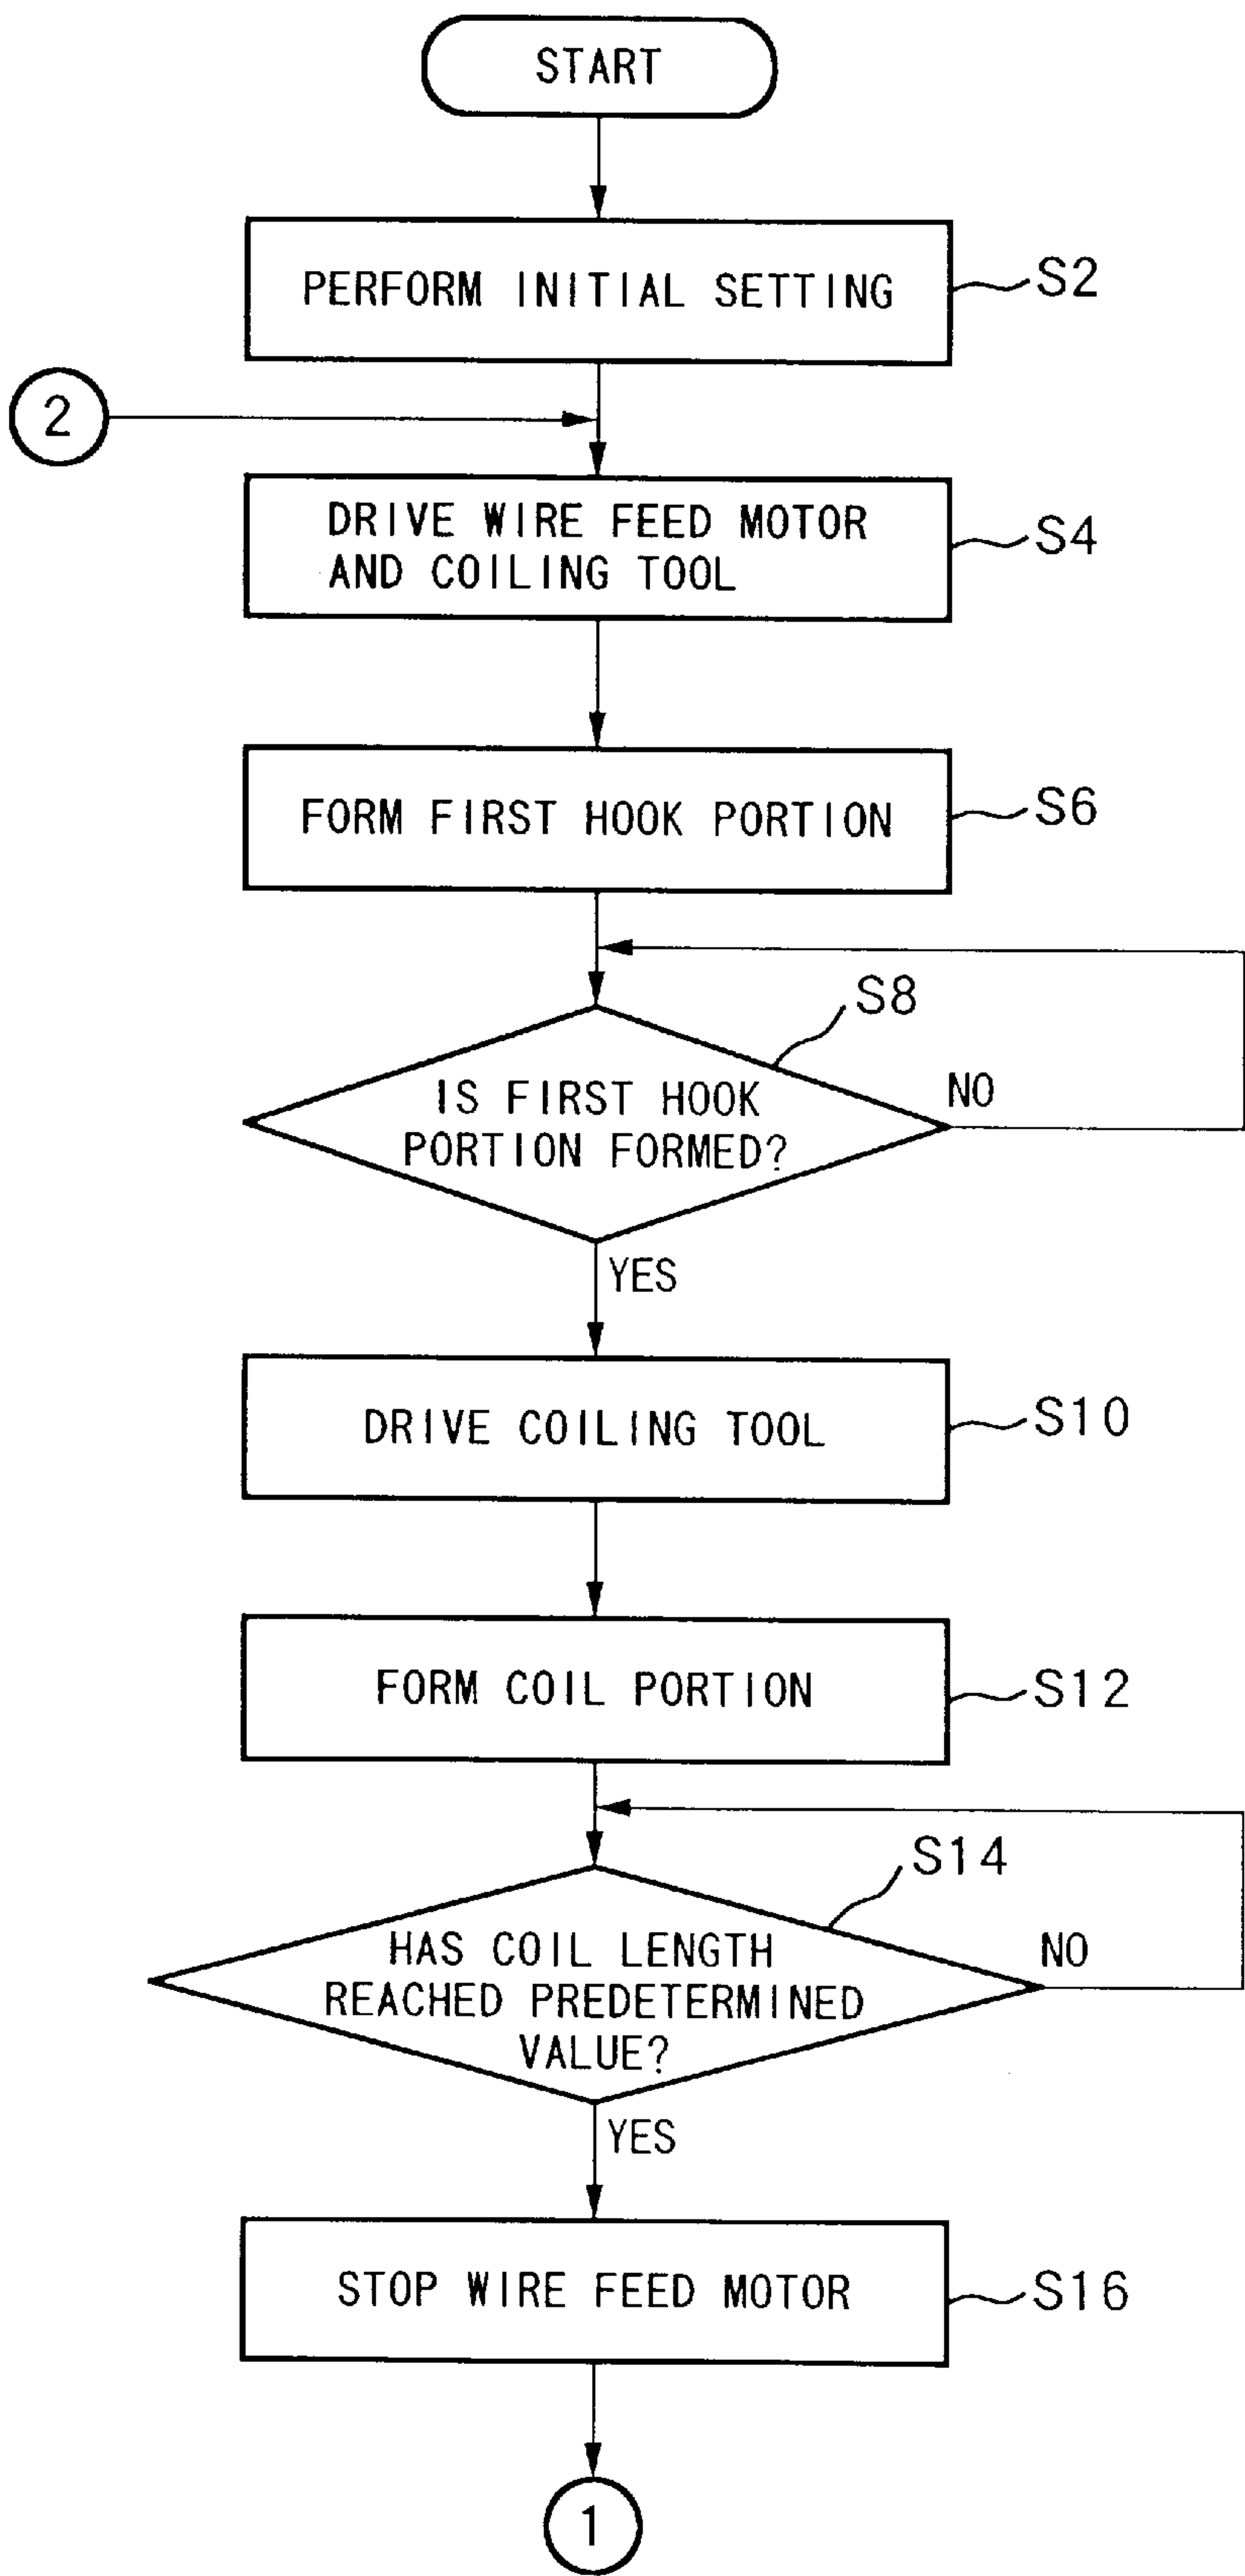 START
PERFORM INITIAL SETTING
S2
2
DRIVE WIRE FEED MOTOR
AND COILING TOOL
S4
FORM FIRST HOOK PORTION
S6
S8
IS FIRST HOOK
PORTION FORMED?
NO
YES
DRIVE COILING TOOL
S10
FORM COIL PORTION
S12
S14
HAS COIL LENGTH
REACHED PREDETERMINED
VALUE?
NO
YES
STOP WIRE FEED MOTOR
S16
1